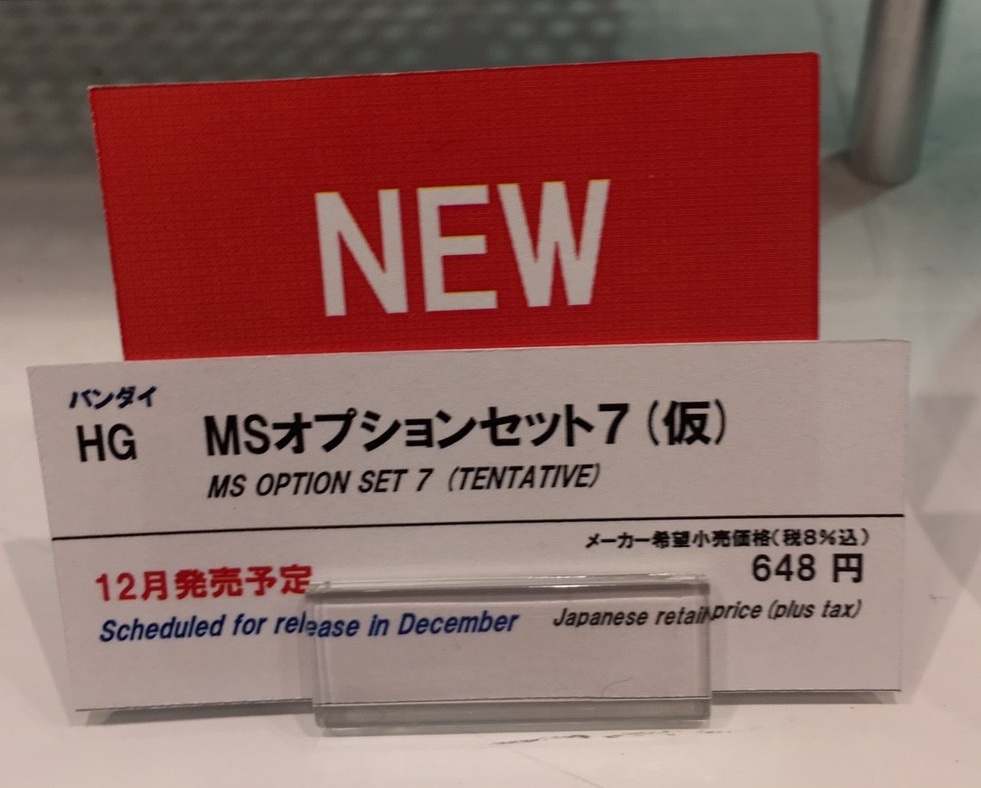 NEW
バンダイ
HG MSオプションセット7(仮)
MS OPTION SET 7 (TENTATIVE)
メーカー希望小売価格(税8%込)
648 円
12月発売予定
Scheduled for release in December
Japanese retail price (plus tax)